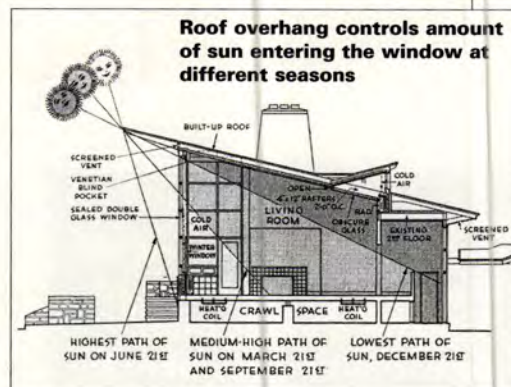 Roof overhang controls amount
of sun entering the window at
different seasons
BUILT-UP ROOF
SCREENED
VENT
VENETIAN
BLIND
POCKET
SEALED DOUBLE
GLASS WINDOW
COLD
AIR
WINTER
WINDOW
OPEN
4"x12" RAFTERS
LIVING
ROOM
OBSCURE
GLASS
COLD
AIR
EXISTING
SCREENED
VENT
HEAT'G
COIL
CRAWL SPACE
HEAT'G
COIL
HIGHEST PATH OF
SUN ON JUNE 21ST
MEDIUM-HIGH PATH OF
SUN ON MARCH 21ST
AND SEPTEMBER 21ST
LOWEST PATH OF
SUN, DECEMBER 21ST